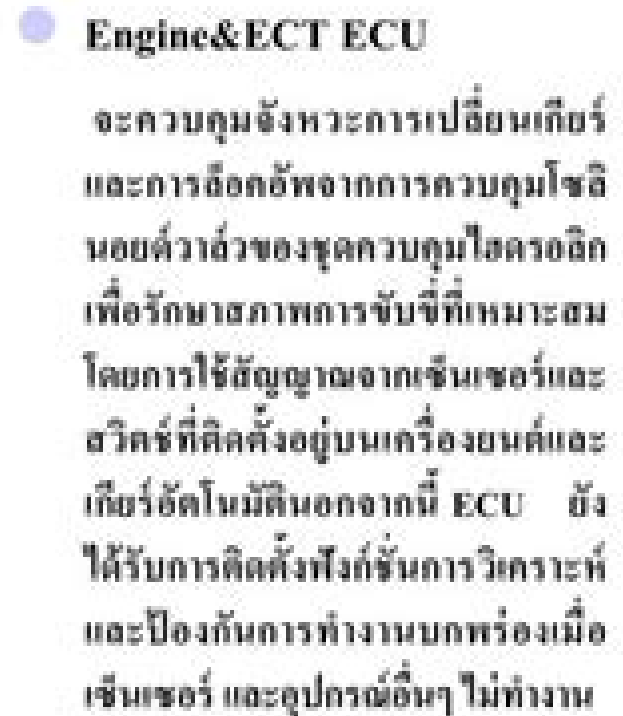 Engine&ECT ECU
จะควบคุมจังหวะการเปลี่ยนเกียร์
และการล็อกอัพจากการควบคุมโซลิ
นอยด์วาล์วของชุดควบคุมไฮดรอลิก
เพื่อรักษาสภาพการขับขี่ที่เหมาะสม
โดยการใช้สัญญาณจากเซ็นเซอร์และ
สวิตช์ที่ติดตั้งอยู่บนเครื่องยนต์และ
เกียร์อัตโนมัตินอกจากนี้ ECU ยัง
ได้รับการติดตั้งฟังก์ชั่นการวิเคราะห์
และป้องกันการทำงานบกพร่องเมื่อ
เซ็นเซอร์ และอุปกรณ์อื่นๆ ไม่ทำงาน